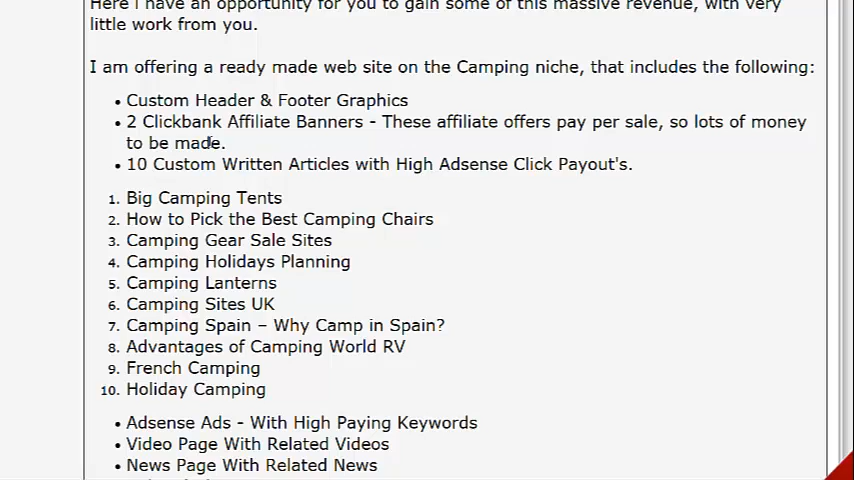 Here I have an opportunity for you to gain some of this massive revenue, with very
little work from you.
I am offering a ready made web site on the Camping niche, that includes the following:
• Custom Header & Footer Graphics
• 2 Clickbank Affiliate Banners - These affiliate offers pay per sale, so lots of money
to be made.
• 10 Custom Written Articles with High Adsense Click Payout's.
1. Big Camping Tents
2. How to Pick the Best Camping Chairs
3. Camping Gear Sale Sites
4. Camping Holidays Planning
5. Camping Lanterns
6. Camping Sites UK
7. Camping Spain – Why Camp in Spain?
8. Advantages of Camping World RV
9. French Camping
10. Holiday Camping
• Adsense Ads - With High Paying Keywords
• Video Page With Related Videos
• News Page With Related News